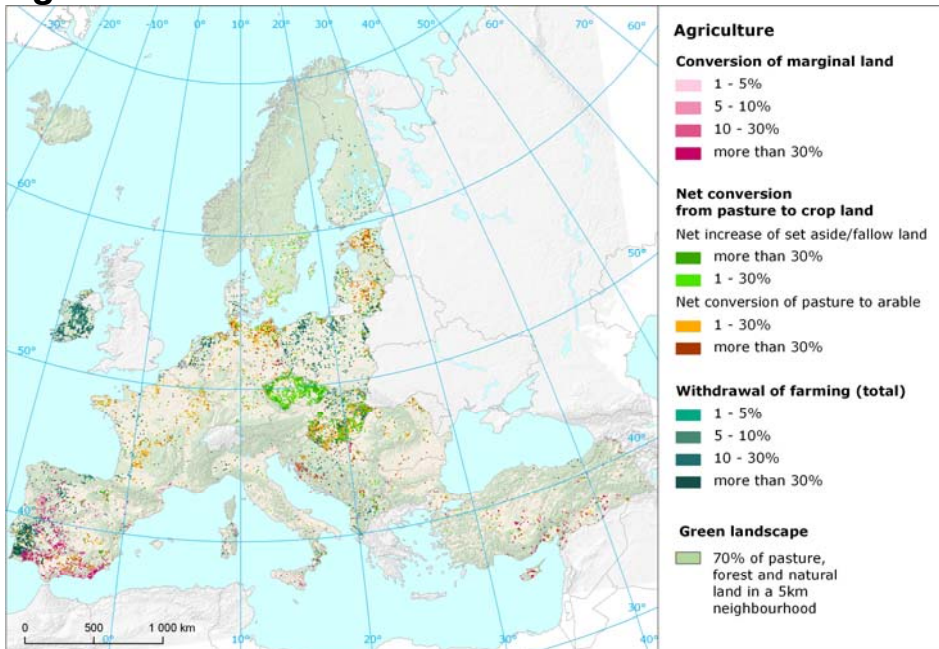 -30°
-20°
-10°
0°
10°
20°
30°
40°
50°
60°
70°
60°
50°
50°
40°
40°
0°
10°
20°
30°
40°
0 500 1 000 km
Agriculture
Conversion of marginal land
1 - 5%
5 - 10%
10 - 30%
more than 30%
Net conversion
from pasture to crop land
Net increase of set aside/fallow land
more than 30%
1 - 30%
Net conversion of pasture to arable
1 - 30%
more than 30%
Withdrawal of farming (total)
1 - 5%
5 - 10%
10 - 30%
more than 30%
Green landscape
70% of pasture,
forest and natural
land in a 5km
neighbourhood